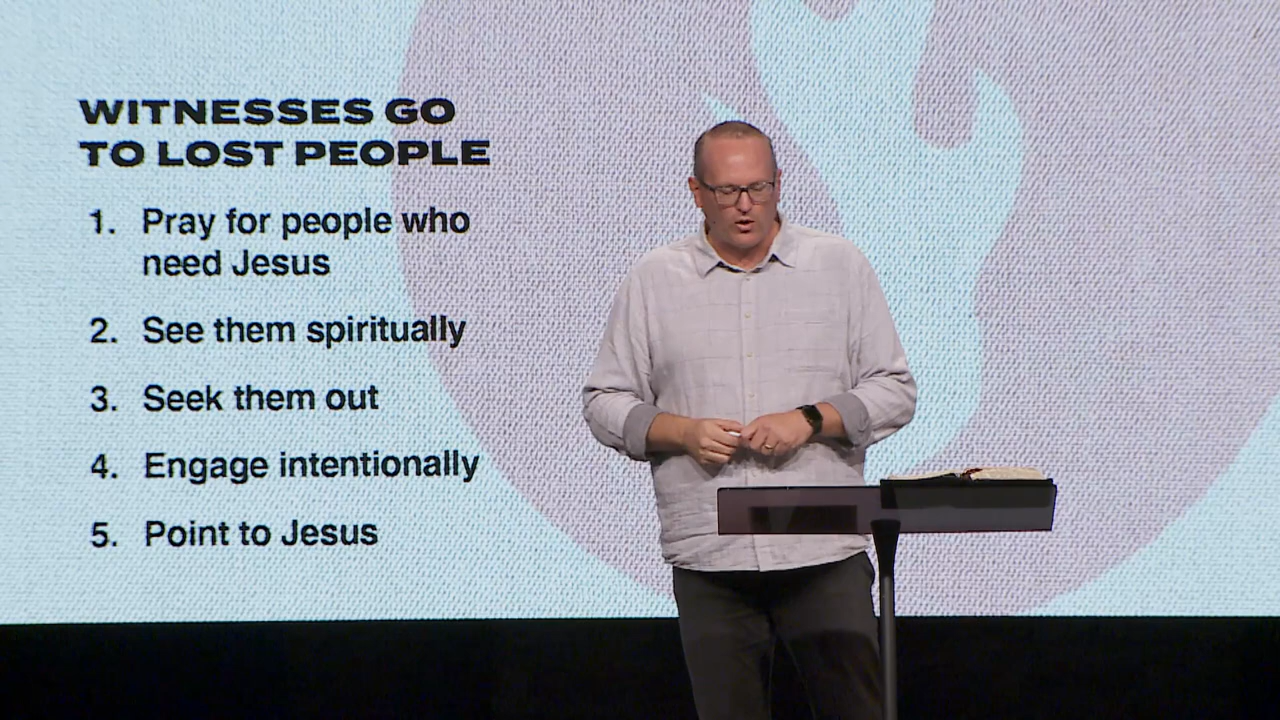 WITNESSES GO
TO LOST PEOPLE
1. Pray for people who
need Jesus
2. See them spiritually
3. Seek them out
4. Engage intentionally
5. Point to Jesus